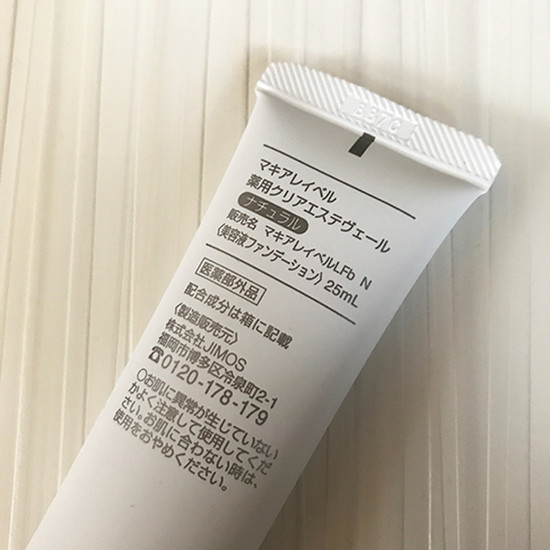 337C
マキアレイベル
薬用クリアエステヴェール
ナチュラル
販売名 マキアレイベルLFb N
(美容液ファンデーション) 25mL
医薬部外品
配合成分は箱に記載
〈製造販売元〉
株式会社JIMOS
福岡市博多区冷泉町2-1
☎0120-178-179
○お肌に異常が生じていない
かよく注意して使用してくだ
さい。お肌に合わない時は、
使用をおやめください。